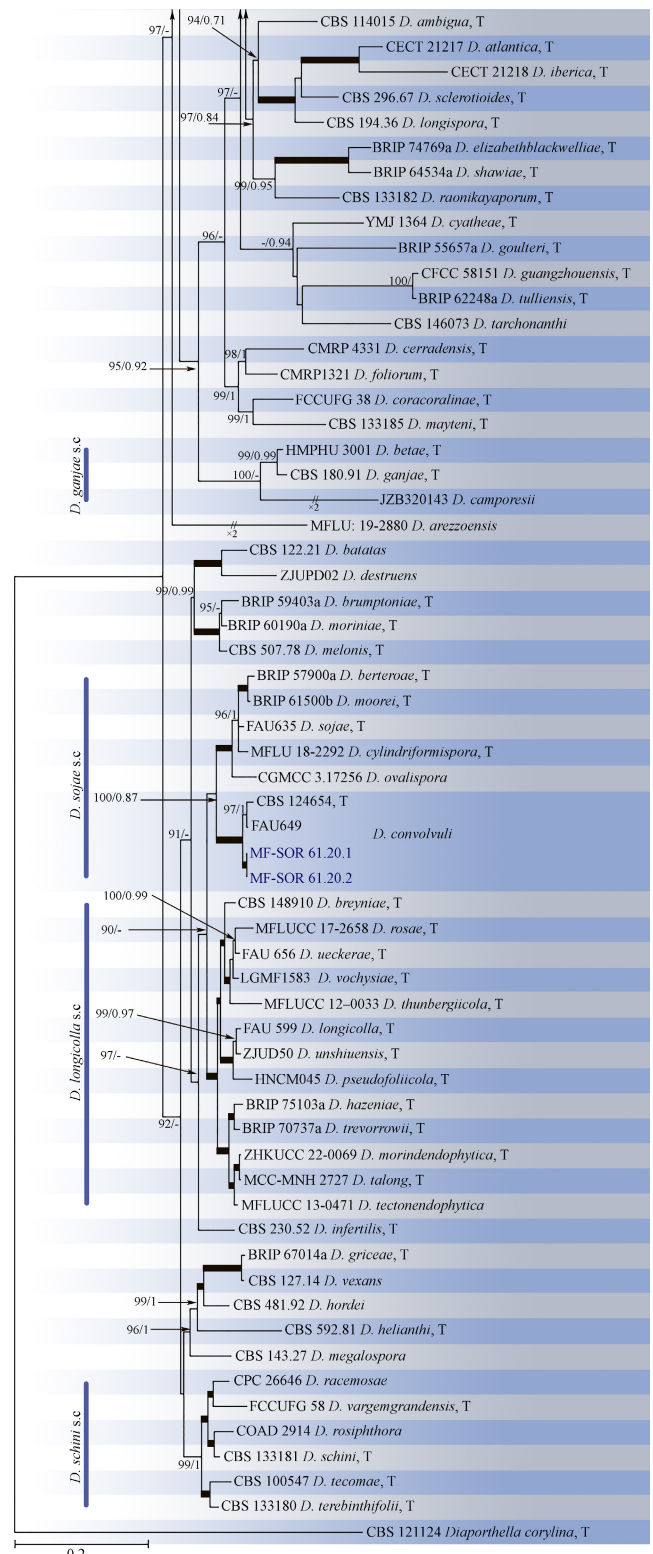 97/-
94/0.71
CBS 114015 D. ambigua, T
CECT 21217 D. atlantica, T
CECT 21218 D. iberica, T
97/-
CBS 296.67 D. sclerotioides, T
97/0.84
CBS 194.36 D. longispora, T
BRIP 74769a D. elizabethblackwelliae, T
BRIP 64534a D. shawiae, T
99/0.95
CBS 133182 D. raonikayaporum, T
YMJ 1364 D. cyatheae, T
96/-
-/0.94
BRIP 55657a D. goulteri, T
CFCC 58151 D. guangzhouensis, T
100/
BRIP 62248a D. tulliensis, T
CBS 146073 D. tarchonanthi
CMRP 4331 D. cerradensis, T
98/1
95/0.92
CMRP1321 D. foliorum, T
99/1
FCCUFG 38 D. coracoralinae, T
99/1
CBS 133185 D. mayteni, T
D. ganjae s.c
HMPHU 3001 D. betae, T
99/0.99
CBS 180.91 D. ganjae, T
100/-
JZB320143 D. camporesii
×2
MFLU: 19-2880 D. arezzoensis
×2
CBS 122.21 D. batatas
ZJUPD02 D. destruens
99/0.99
BRIP 59403a D. brumptoniae, T
95/-
BRIP 60190a D. moriniae, T
CBS 507.78 D. melonis, T
D. sojae s.c
BRIP 57900a D. berteroae, T
BRIP 61500b D. moorei, T
96/1
FAU635 D. sojae, T
MFLU 18-2292 D. cylindriformispora, T
CGMCC 3.17256 D. ovalispora
100/0.87
CBS 124654, T
97/1
FAU649
D. convolvuli
91/-
MF-SOR 61.20.1
MF-SOR 61.20.2
D. longicolla s.c
100/0.99
CBS 148910 D. breyniae, T
90/-
MFLUCC 17-2658 D. rosae, T
FAU 656 D. ueckerae, T
LGMF1583 D. vochysiae, T
MFLUCC 12–0033 D. thunbergiicola, T
99/0.97
FAU 599 D. longicolla, T
ZJUD50 D. unshiuensis, T
97/-
HNCM045 D. pseudofoliicola, T
BRIP 75103a D. hazeniae, T
92/-
BRIP 70737a D. trevorrowii, T
ZHKUCC 22-0069 D. morindendophytica, T
MCC-MNH 2727 D. talong, T
MFLUCC 13-0471 D. tectonendophytica
CBS 230.52 D. infertilis, T
BRIP 67014a D. griceae, T
CBS 127.14 D. vexans
99/1
CBS 481.92 D. hordei
96/1
CBS 592.81 D. helianthi, T
CBS 143.27 D. megalospora
D. schini s.c
CPC 26646 D. racemosae
FCCUFG 58 D. vargemgrandensis, T
COAD 2914 D. rosiphthora
CBS 133181 D. schini, T
99/1
CBS 100547 D. tecomae, T
CBS 133180 D. terebinthifolii, T
CBS 121124 Diaporthella corylina, T
0.2